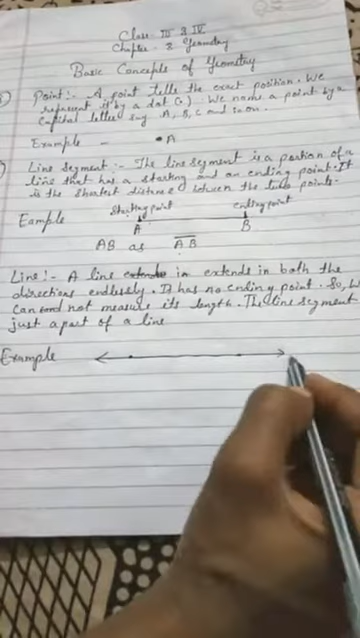 Class III & IV
Chapter - 8 Geometry
Basic Concepts of Geometry
Point:- A point tells the exact position. We
represent it by a dot (.). We name a point by a
Capital letter say A, B, C and so on.
Example - •A
Line Segment:- The line segment is a portion of a
line that has a starting and an ending point. It
is the shortest distance between the two points.
Starting point ending point
Eample A B
AB as AB
Line:- A line extends in extends in both the
directions endlessly. It has no ending point. So, W
Can not measure its length. The line segment
just a part of a line
Example